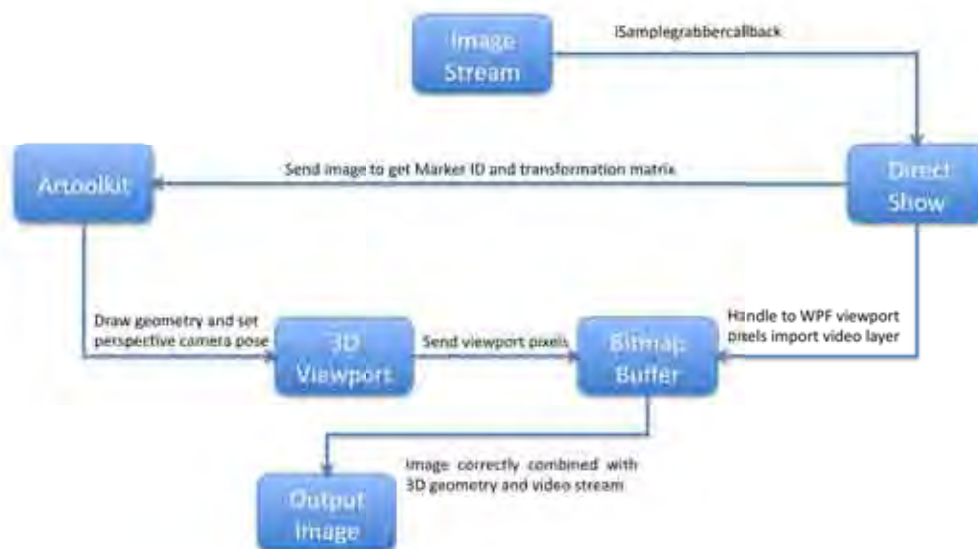 Image
Stream
ISamplegrabbercallback
Send image to get Marker ID and transformation matrix
Artoolkit
Direct
Show
Draw geometry and set
perspective camera pose
3D
Viewport
Send viewport pixels
Bitmap
Buffer
Handle to WPF viewport
pixels import video layer
Image correctly combined with
3D geometry and video stream
Output
Image